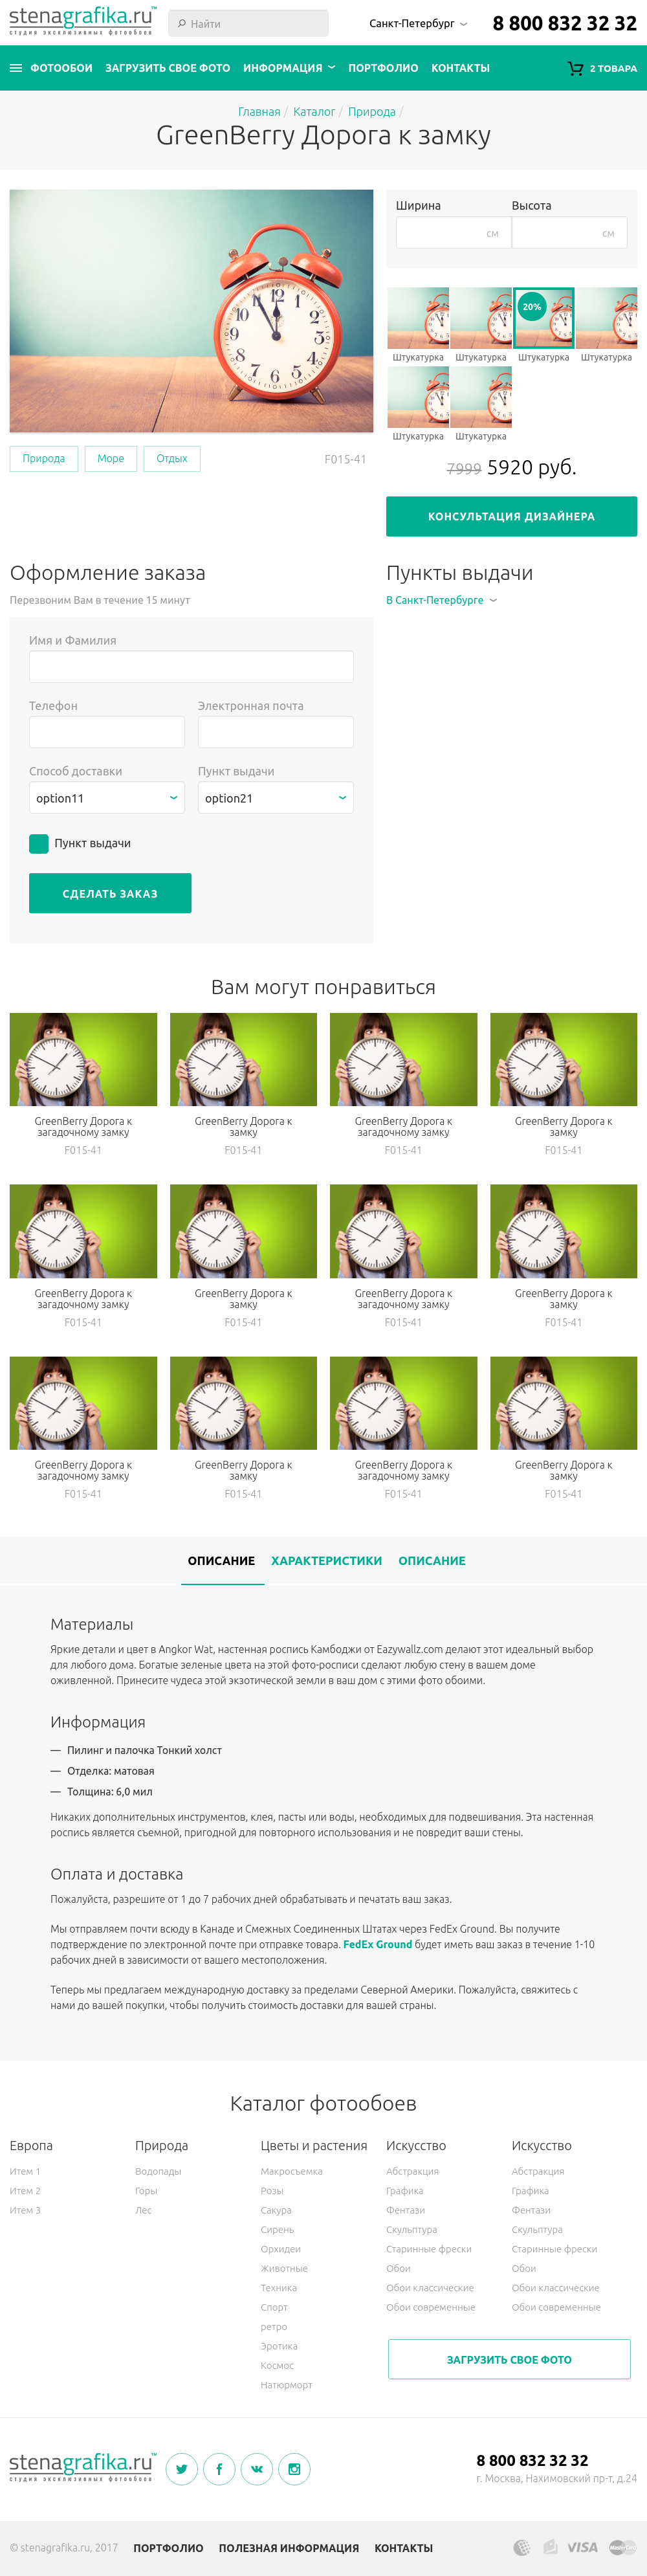 stenagrafika.ru™
студия эксклюзивных фотообоев
Найти
Санкт-Петербург
8 800 832 32 32
ФОТООБОИ ЗАГРУЗИТЬ СВОЕ ФОТО ИНФОРМАЦИЯ ПОРТФОЛИО КОНТАКТЫ
2 ТОВАРА
Главная / Каталог / Природа /
GreenBerry Дорога к замку
Ширина Высота
см см
20%
Штукатурка Штукатурка Штукатурка Штукатурка
Штукатурка Штукатурка
Природа Море Отдых F015-41
7999 5920 руб.
КОНСУЛЬТАЦИЯ ДИЗАЙНЕРА
Оформление заказа
Перезвоним Вам в течение 15 минут
Пункты выдачи
В Санкт-Петербурге
Имя и Фамилия
Телефон Электронная почта
Способ доставки Пункт выдачи
option11 option21
Пункт выдачи
СДЕЛАТЬ ЗАКАЗ
Вам могут понравиться
GreenBerry Дорога к загадочному замку
F015-41
GreenBerry Дорога к замку
F015-41
GreenBerry Дорога к загадочному замку
F015-41
GreenBerry Дорога к замку
F015-41
GreenBerry Дорога к загадочному замку
F015-41
GreenBerry Дорога к замку
F015-41
GreenBerry Дорога к загадочному замку
F015-41
GreenBerry Дорога к замку
F015-41
GreenBerry Дорога к загадочному замку
F015-41
GreenBerry Дорога к замку
F015-41
GreenBerry Дорога к загадочному замку
F015-41
GreenBerry Дорога к замку
F015-41
ОПИСАНИЕ ХАРАКТЕРИСТИКИ ОПИСАНИЕ
Материалы
Яркие детали и цвет в Angkor Wat, настенная роспись Камбоджи от Eazywallz.com делают этот идеальный выбор
для любого дома. Богатые зеленые цвета на этой фото-росписи сделают любую стену в вашем доме
оживленной. Принесите чудеса этой экзотической земли в ваш дом с этими фото обоими.
Информация
— Пилинг и палочка Тонкий холст
— Отделка: матовая
— Толщина: 6,0 мил
Никаких дополнительных инструментов, клея, пасты или воды, необходимых для подвешивания. Эта настенная
роспись является съемной, пригодной для повторного использования и не повредит ваши стены.
Оплата и доставка
Пожалуйста, разрешите от 1 до 7 рабочих дней обрабатывать и печатать ваш заказ.
Мы отправляем почти всюду в Канаде и Смежных Соединенных Штатах через FedEx Ground. Вы получите
подтверждение по электронной почте при отправке товара. FedEx Ground будет иметь ваш заказ в течение 1-10
рабочих дней в зависимости от вашего местоположения.
Теперь мы предлагаем международную доставку за пределами Северной Америки. Пожалуйста, свяжитесь с
нами до вашей покупки, чтобы получить стоимость доставки для вашей страны.
Каталог фотообоев
Европа
Итем 1
Итем 2
Итем 3
Природа
Водопады
Горы
Лес
Цветы и растения
Макросъемка
Розы
Сакура
Сирень
Орхидеи
Животные
Техника
Спорт
ретро
Эротика
Космос
Натюрморт
Искусство
Абстракция
Графика
Фентази
Скульптура
Старинные фрески
Обои
Обои классические
Обои современные
Искусство
Абстракция
Графика
Фентази
Скульптура
Старинные фрески
Обои
Обои классические
Обои современные
ЗАГРУЗИТЬ СВОЕ ФОТО
stenagrafika.ru™
студия эксклюзивных фотообоев
8 800 832 32 32
г. Москва, Нахимовский пр-т, д.24
© stenagrafika.ru, 2017 ПОРТФОЛИО ПОЛЕЗНАЯ ИНФОРМАЦИЯ КОНТАКТЫ
VISA MasterCard